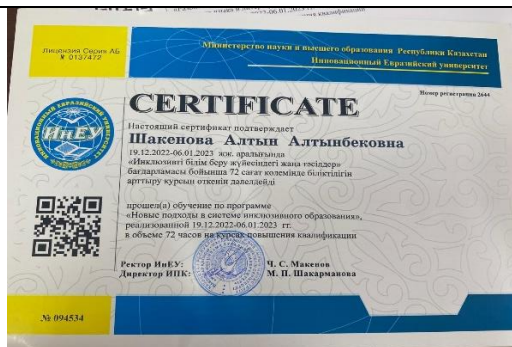 Лицензия Серия АБ
№ 0137472
Министерство науки и высшего образования Республики Казахстан
Инновационный Евразийский университет
Номер регистрации 2644
ИнЕУ
CERTIFICATE
Настоящий сертификат подтверждает
Шакенова Алтын Алтынбековна
19.12.2022-06.01.2023 жж. аралығында
«Инклюзивті білім беру жүйесіндегі жаңа тәсілдер»
бағдарламасы бойынша 72 сағат көлемінде біліктілігін
арттыру курсын өткенін дәлелдейді
прошел(а) обучение по программе
«Новые подходы в системе инклюзивного образования»,
реализованной 19.12.2022-06.01.2023 гг.
в объеме 72 часов на курсах повышения квалификации
Ректор ИнЕУ: Ч. С. Макенов
Директор ИПК: М. П. Шакарманова
№ 094534